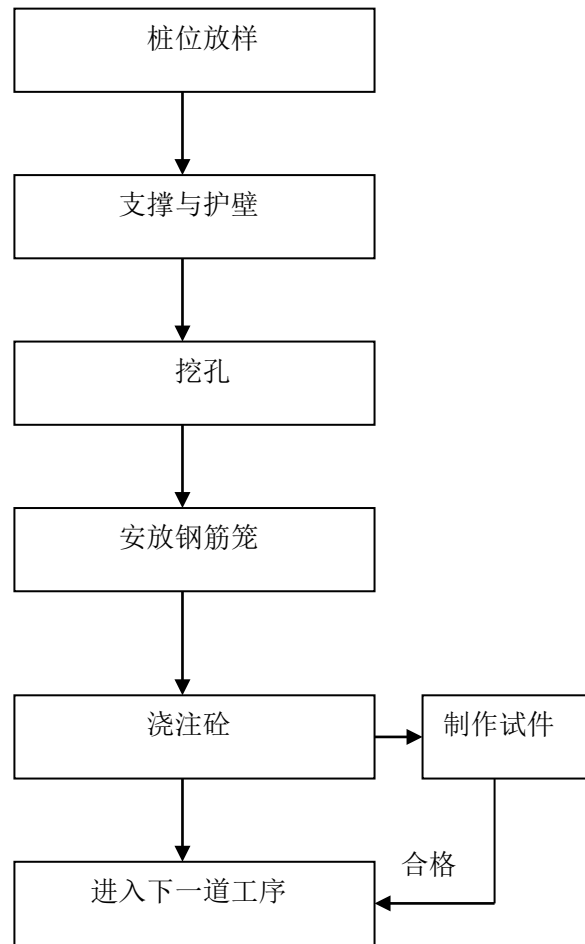 桩位放样
支撑与护壁
挖孔
安放钢筋笼
浇注砼
制作试件
合格
进入下一道工序